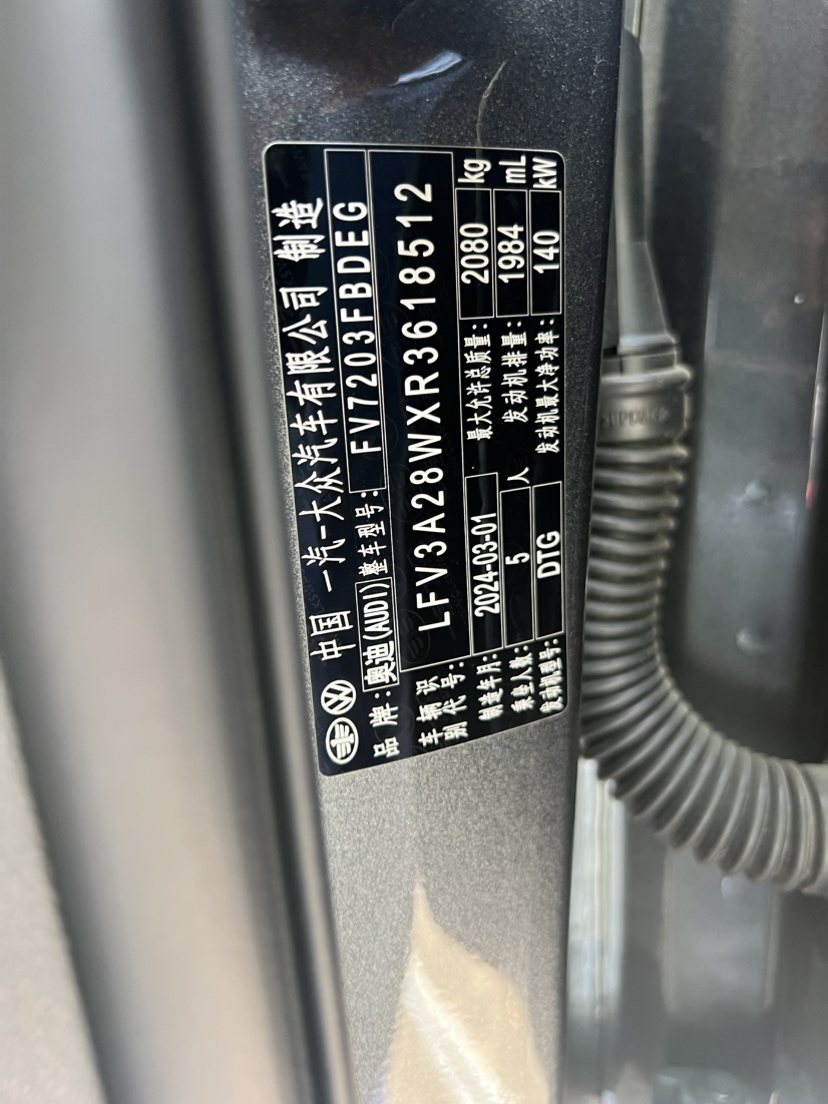 中国 一汽-大众汽车有限公司 制造
品牌:奥迪(AUDI) 整车型号: FV7203FBDEG
车辆识别代号: LFV3A28WXR3618512
制造年月: 2024-03-01 最大允许总质量: 2080 kg
乘坐人数: 5 人 发动机排量: 1984 mL
发动机型号: DTG 发动机最大净功率: 140 kW